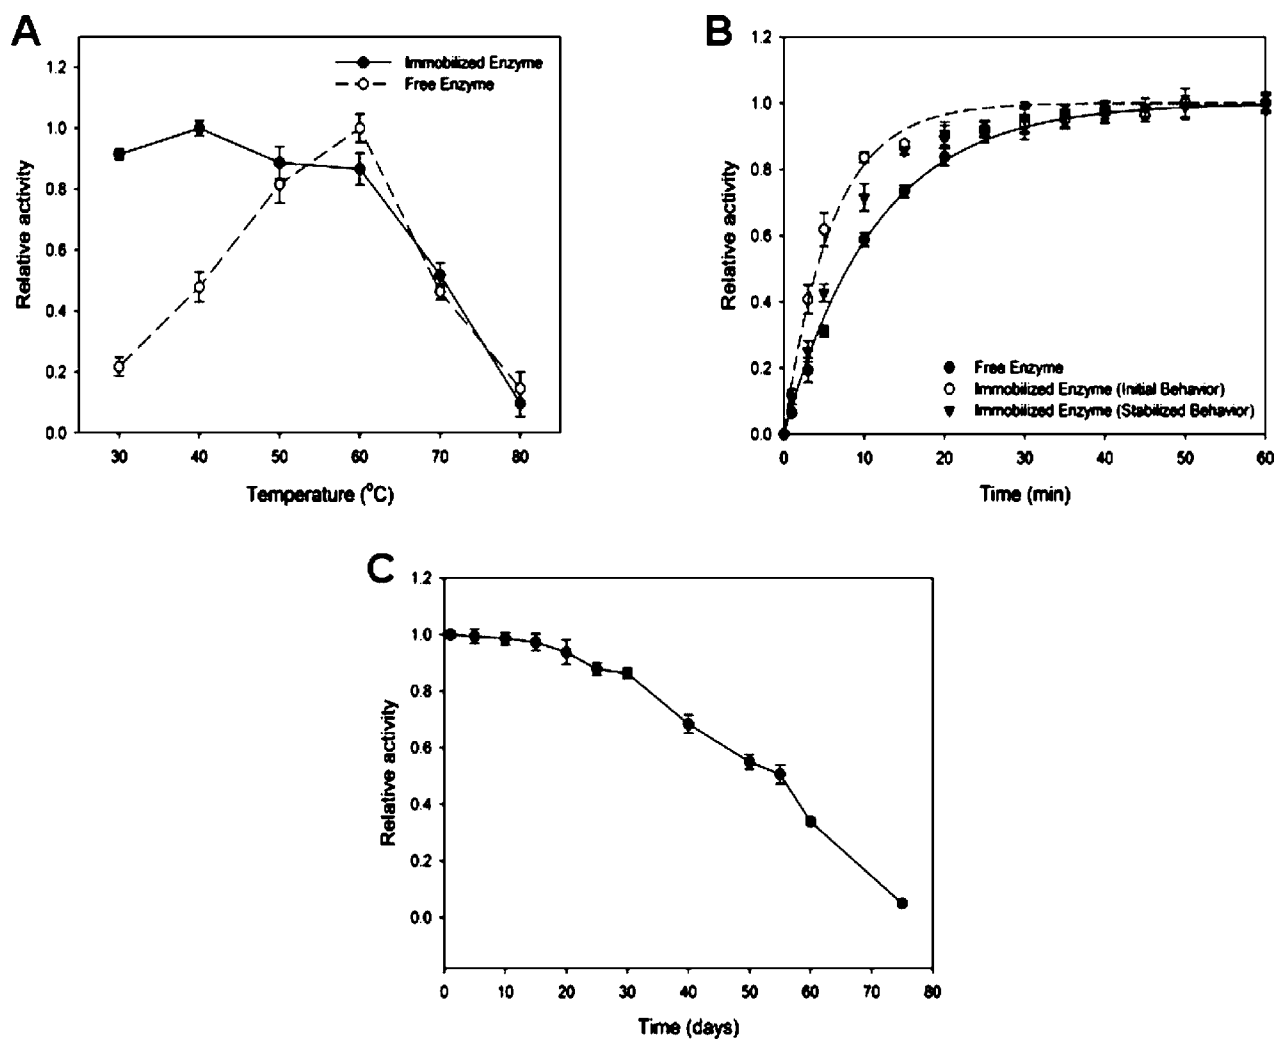 A
1.2
1.0
0.8
0.6
0.4
0.2
0.0
Relative activity
Immobilized Enzyme
Free Enzyme
30 40 50 60 70 80
Temperature (°C)
B
1.2
1.0
0.8
0.6
0.4
0.2
0.0
Relative activity
Free Enzyme
Immobilized Enzyme (Initial Behavior)
Immobilized Enzyme (Stabilized Behavior)
0 10 20 30 40 50 60
Time (min)
C
1.2
1.0
0.8
0.6
0.4
0.2
0.0
Relative activity
0 10 20 30 40 50 60 70 80
Time (days)